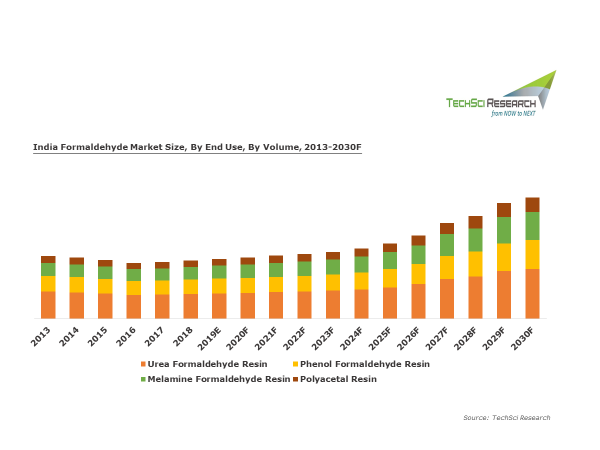 TechSci Research
from NOW to NEXT
India Formaldehyde Market Size, By End Use, By Volume, 2013-2030F
2013 2014 2015 2016 2017 2018 2019E 2020F 2021F 2022F 2023F 2024F 2025F 2026F 2027F 2028F 2029F 2030F
Urea Formaldehyde Resin Phenol Formaldehyde Resin
Melamine Formaldehyde Resin Polyacetal Resin
Source: TechSci Research